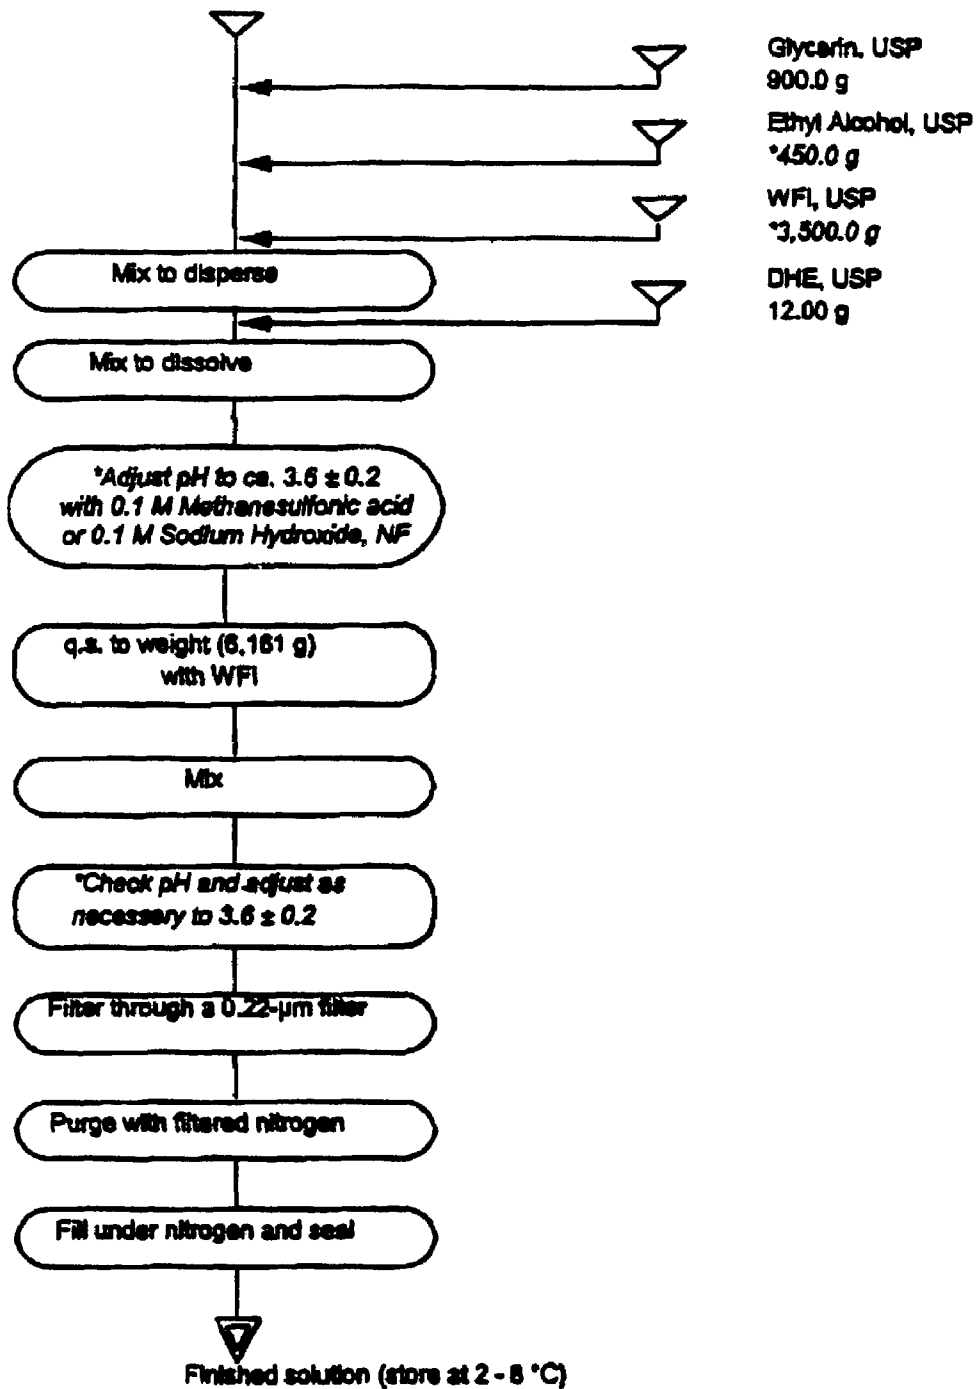 Glycerin, USP
900.0 g
Ethyl Alcohol, USP
*450.0 g
WFI, USP
*3,500.0 g
Mix to disperse
DHE, USP
12.00 g
Mix to dissolve
*Adjust pH to ca. 3.6 ± 0.2
with 0.1 M Methanesulfonic acid
or 0.1 M Sodium Hydroxide, NF
q.s. to weight (6,161 g)
with WFI
Mix
*Check pH and adjust as
necessary to 3.6 ± 0.2
Filter through a 0.22-µm filter
Purge with filtered nitrogen
Fill under nitrogen and seal
Finished solution (store at 2 - 8 °C)